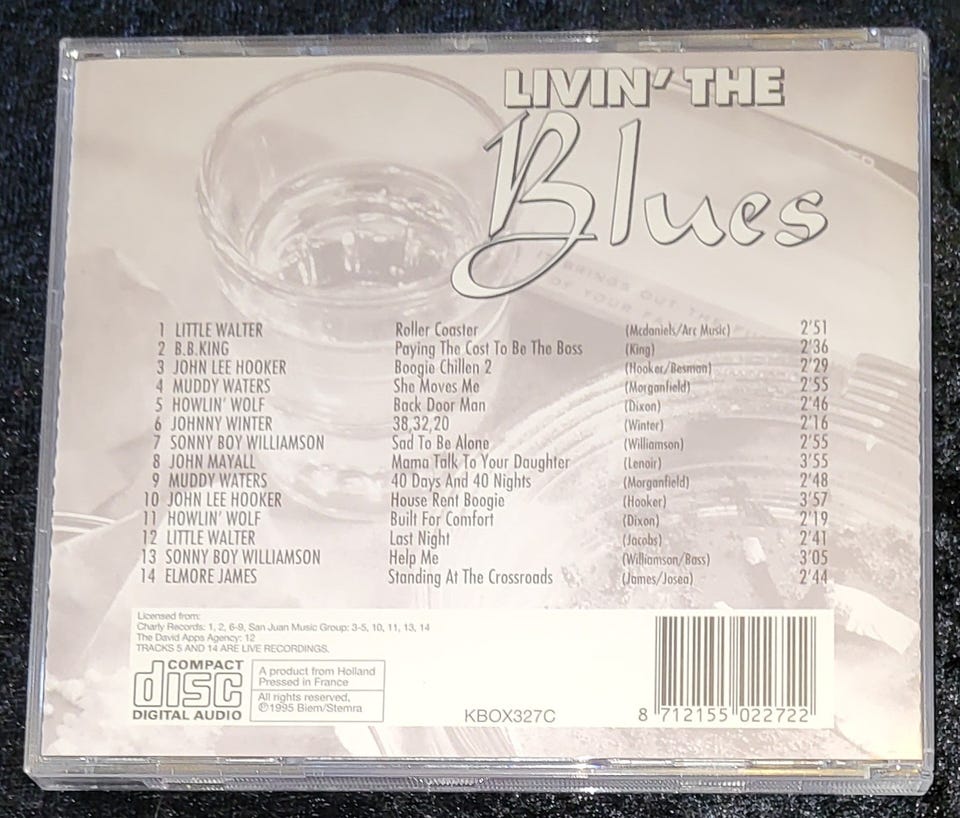 LIVIN' THE
Blues
CD
IT BRINGS OUT THE
OF YOUR
1 LITTLE WALTER Roller Coaster (Mcdaniels/Arc Music) 2'51
2 B.B.KING Paying The Cost To Be The Boss (King) 2'36
3 JOHN LEE HOOKER Boogie Chillen 2 (Hooker/Besman) 2'29
4 MUDDY WATERS She Moves Me (Morganfield) 2'55
5 HOWLIN' WOLF Back Door Man (Dixon) 2'46
6 JOHNNY WINTER 38,32,20 (Winter) 2'16
7 SONNY BOY WILLIAMSON Sad To Be Alone (Williamson) 2'55
8 JOHN MAYALL Mama Talk To Your Daughter (Lenoir) 3'55
9 MUDDY WATERS 40 Days And 40 Nights (Morganfield) 2'48
10 JOHN LEE HOOKER House Rent Boogie (Hooker) 3'57
11 HOWLIN' WOLF Built For Comfort (Dixon) 2'19
12 LITTLE WALTER Last Night (Jacobs) 2'41
13 SONNY BOY WILLIAMSON Help Me (Williamson/Bass) 3'05
14 ELMORE JAMES Standing At The Crossroads (James/Josea) 2'44
Licensed from:
Charly Records: 1, 2, 6-9, San Juan Music Group: 3-5, 10, 11, 13, 14
The David Apps Agency: 12
TRACKS 5 AND 14 ARE LIVE RECORDINGS.
COMPACT
disc
DIGITAL AUDIO
A product from Holland
Pressed in France
All rights reserved,
℗1995 Biem/Stemra
KBOX327C
8 712155 022722